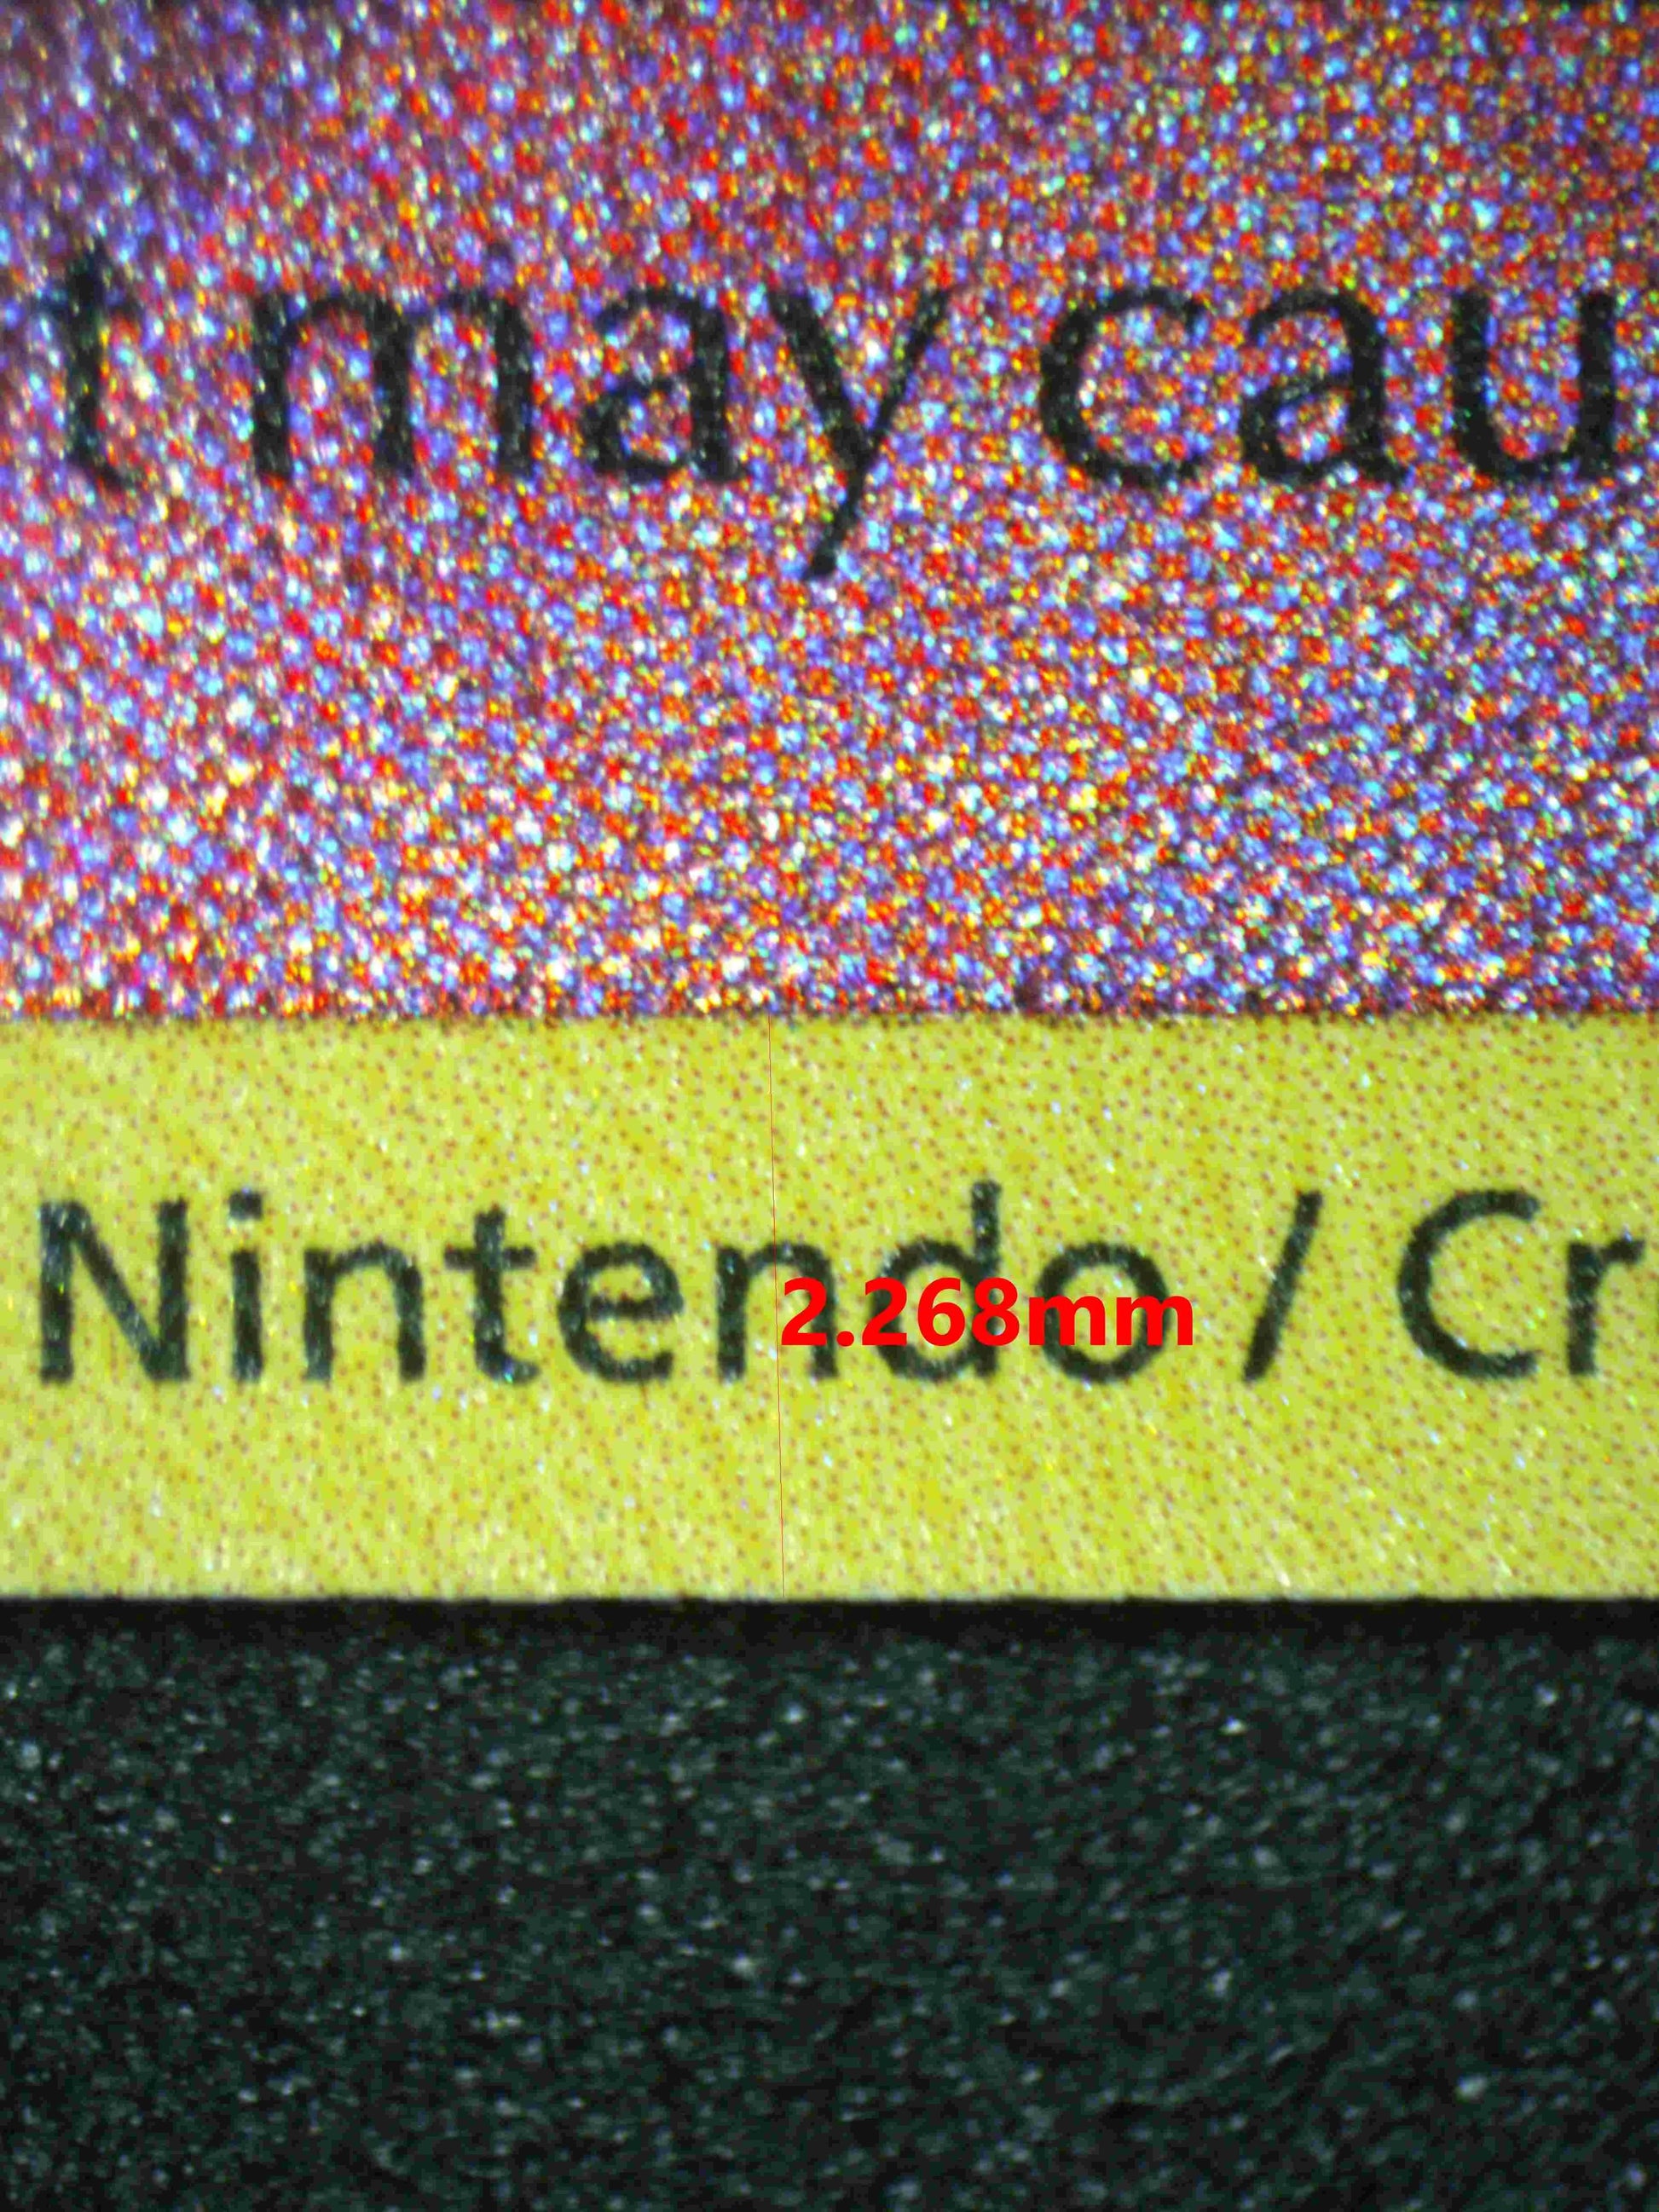 t may cau
Nintendo / Cr
2.268mm